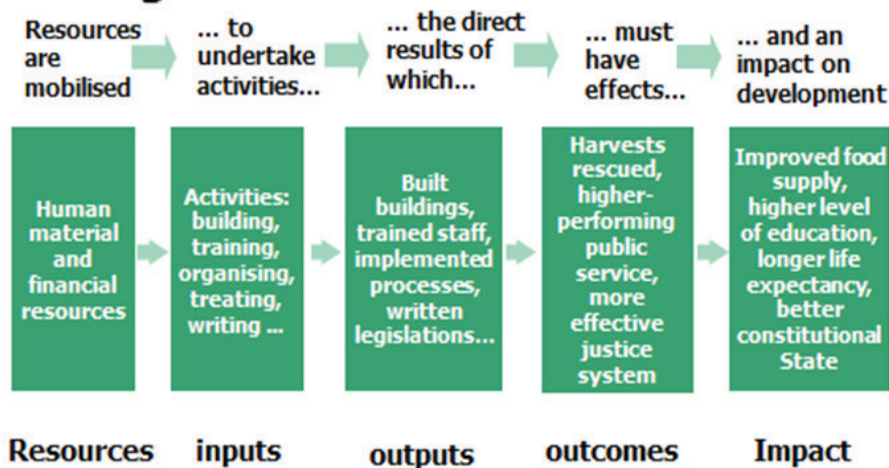 Resources
are
mobilised
... to
undertake
activities...
... the direct
results of
which...
... must
have
effects...
... and an
impact on
development
Human
material
and
financial
resources
Activities:
building,
training,
organising,
treating,
writing ...
Built
buildings,
trained staff,
implemented
processes,
written
legislations...
Harvests
rescued,
higher-
performing
public
service,
more
effective
justice
system
Improved food
supply,
higher level
of education,
longer life
expectancy,
better
constitutional
State
Resources
inputs
outputs
outcomes
Impact